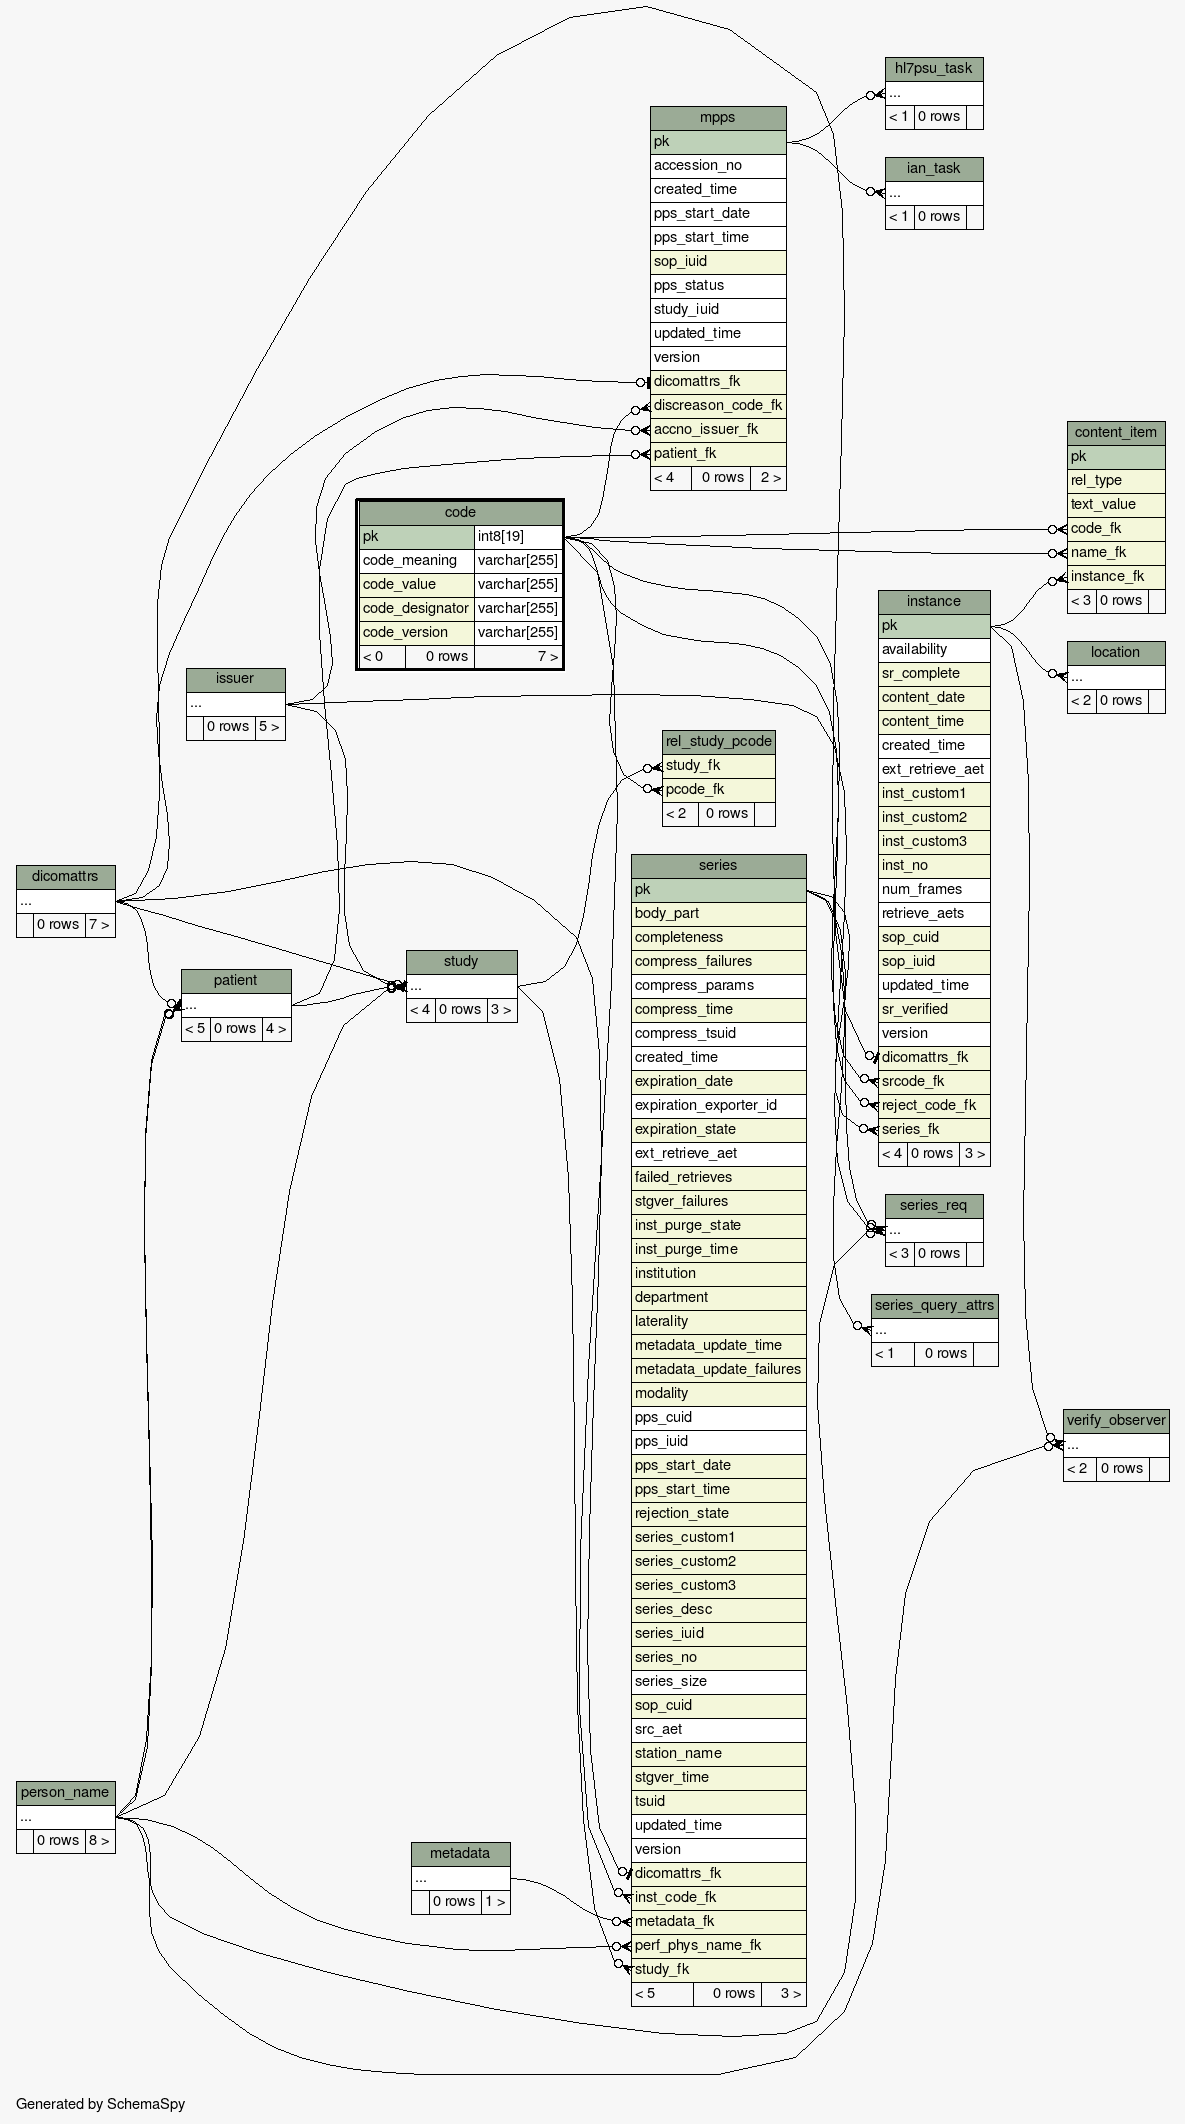 hl7psu_task
...
< 1 0 rows
mpps
pk
accession_no
created_time
pps_start_date
pps_start_time
sop_iuid
pps_status
study_iuid
updated_time
version
dicomattrs_fk
discreason_code_fk
accno_issuer_fk
patient_fk
< 4 0 rows 2 >
ian_task
...
< 1 0 rows
content_item
pk
rel_type
text_value
code_fk
name_fk
instance_fk
< 3 0 rows
code
pk int8[19]
code_meaning varchar[255]
code_value varchar[255]
code_designator varchar[255]
code_version varchar[255]
< 0 0 rows 7 >
instance
pk
availability
sr_complete
content_date
content_time
created_time
ext_retrieve_aet
inst_custom1
inst_custom2
inst_custom3
inst_no
num_frames
retrieve_aets
sop_cuid
sop_iuid
updated_time
sr_verified
version
dicomattrs_fk
srcode_fk
reject_code_fk
series_fk
< 4 0 rows 3 >
location
...
< 2 0 rows
issuer
...
0 rows 5 >
rel_study_pcode
study_fk
pcode_fk
< 2 0 rows
series
pk
body_part
completeness
compress_failures
compress_params
compress_time
compress_tsuid
created_time
expiration_date
expiration_exporter_id
expiration_state
ext_retrieve_aet
failed_retrieves
stgver_failures
inst_purge_state
inst_purge_time
institution
department
laterality
metadata_update_time
metadata_update_failures
modality
pps_cuid
pps_iuid
pps_start_date
pps_start_time
rejection_state
series_custom1
series_custom2
series_custom3
series_desc
series_iuid
series_no
series_size
sop_cuid
src_aet
station_name
stgver_time
tsuid
updated_time
version
dicomattrs_fk
inst_code_fk
metadata_fk
perf_phys_name_fk
study_fk
< 5 0 rows 3 >
dicomattrs
...
0 rows 7 >
study
...
< 4 0 rows 3 >
patient
...
< 5 0 rows 4 >
series_req
...
< 3 0 rows
series_query_attrs
...
< 1 0 rows
verify_observer
...
< 2 0 rows
person_name
...
0 rows 8 >
metadata
...
0 rows 1 >
Generated by SchemaSpy